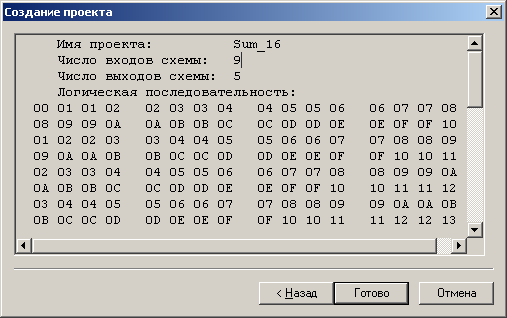 Создание проекта
Имя проекта: Sum_16
Число входов схемы: 9
Число выходов схемы: 5
Логическая последовательность:
00 01 01 02 02 03 03 04 04 05 05 06 06 07 07 08
08 09 09 0A 0A 0B 0B 0C 0C 0D 0D 0E 0E 0F 0F 10
01 02 02 03 03 04 04 05 05 06 06 07 07 08 08 09
09 0A 0A 0B 0B 0C 0C 0D 0D 0E 0E 0F 0F 10 10 11
02 03 03 04 04 05 05 06 06 07 07 08 08 09 09 0A
0A 0B 0B 0C 0C 0D 0D 0E 0E 0F 0F 10 10 11 11 12
03 04 04 05 05 06 06 07 07 08 08 09 09 0A 0A 0B
0B 0C 0C 0D 0D 0E 0E 0F 0F 10 10 11 11 12 12 13
< Назад Готово Отмена